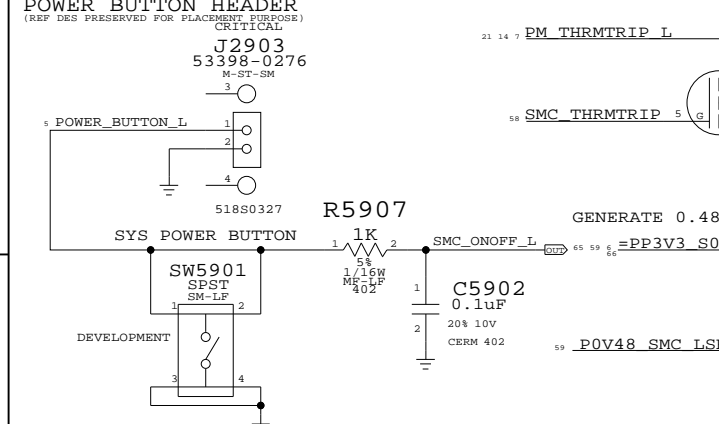 POWER BUTTON HEADER
(REF DES PRESERVED FOR PLACEMENT PURPOSE)
CRITICAL
J2903
53398-0276
M-ST-SM
3
5 POWER_BUTTON_L 1
2
4
518S0327
21 14 7 PM_THRMTRIP_L
58 SMC_THRMTRIP 5 G
R5907
1K
SYS POWER BUTTON
1 2
5%
1/16W
MF-LF
402
SMC_ONOFF_L OUT 65 59 6
66
GENERATE 0.48
=PP3V3_S0
SW5901
SPST
SM-LF
1 2
DEVELOPMENT
3 4
1
C5902
0.1uF
2
20% 10V
CERM 402
59 P0V48_SMC_LS